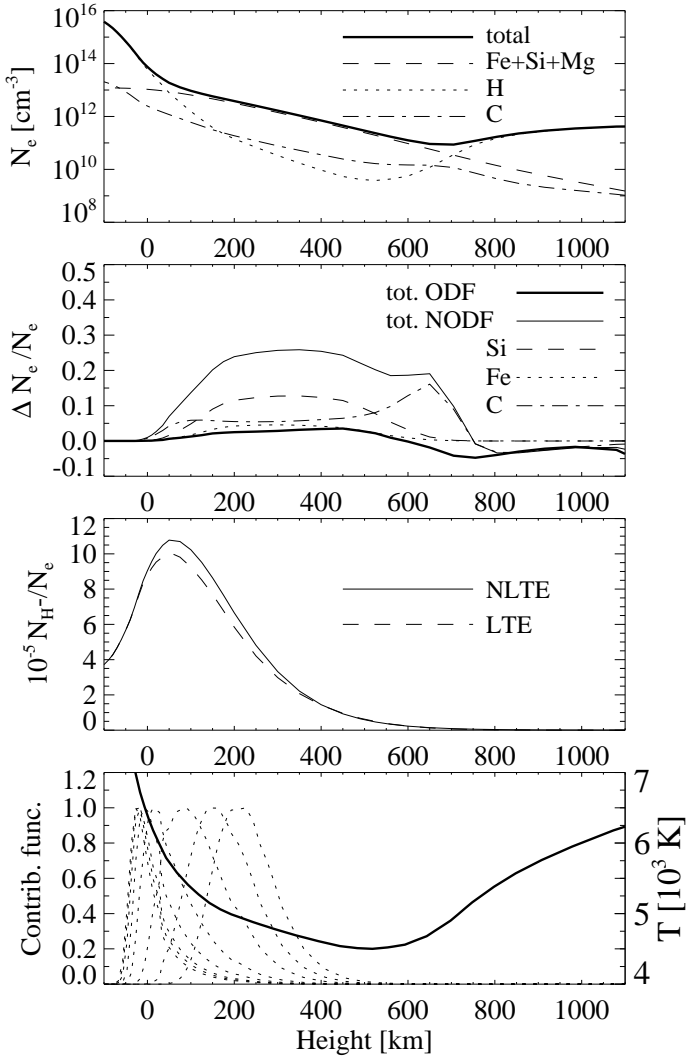 10^16
10^14
10^12
10^10
10^8
N_e [cm^-3]
total
Fe+Si+Mg
H
C
0 200 400 600 800 1000
0.5
0.4
0.3
0.2
0.1
0.0
-0.1
Δ N_e /N_e
tot. ODF
tot. NODF
Si
Fe
C
0 200 400 600 800 1000
12
10
8
6
4
2
0
10^-5 N_H-/N_e
NLTE
LTE
0 200 400 600 800 1000
1.2
1.0
0.8
0.6
0.4
0.2
0.0
Contrib. func.
7
6
5
4
T [10^3 K]
0 200 400 600 800 1000
Height [km]